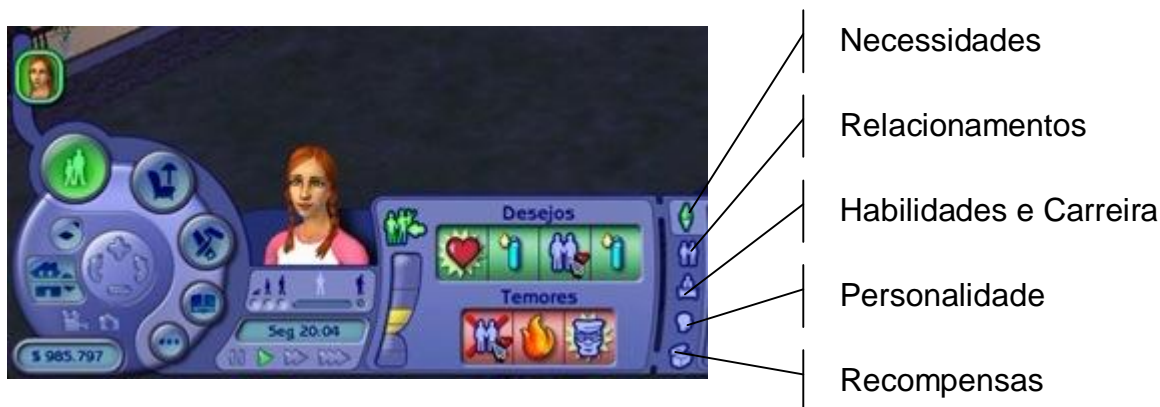 Necessidades
Relacionamentos
Habilidades e Carreira
Personalidade
Recompensas
Desejos
Temores
Seg 20:04
$ 985.797